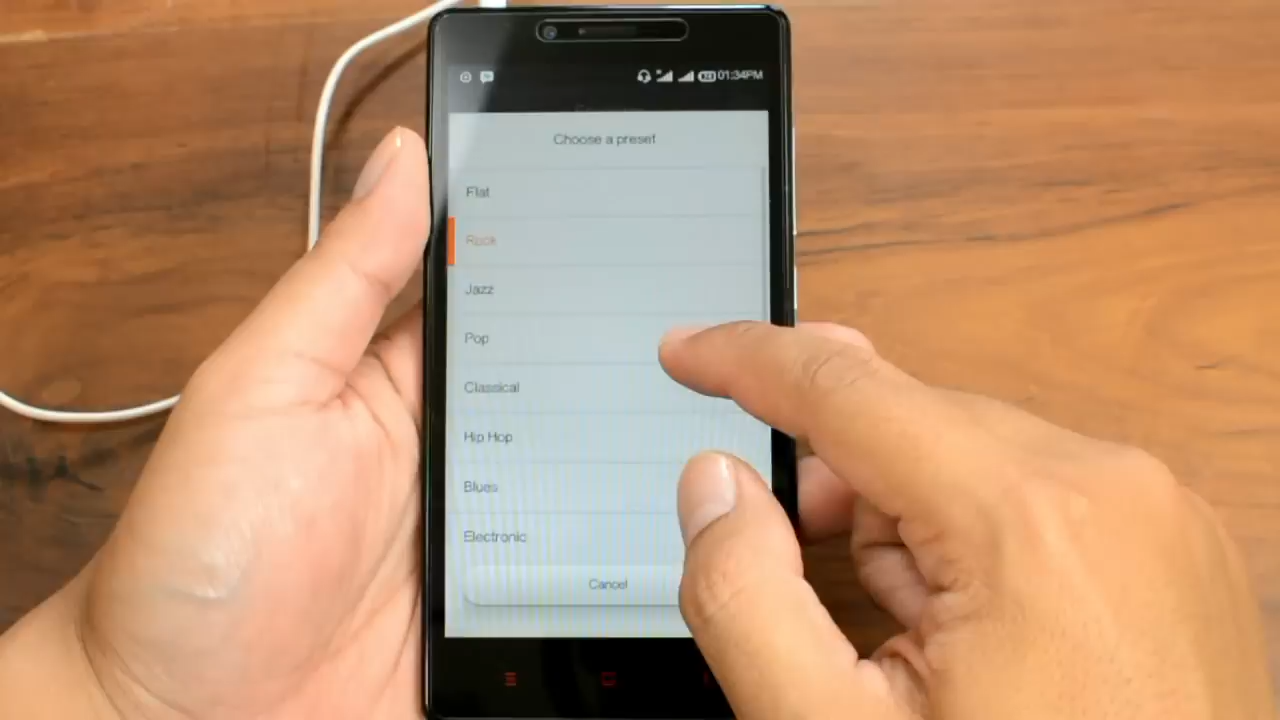 01:34PM
Choose a preset
Flat
Rock
Jazz
Pop
Classical
Hip Hop
Blues
Electronic
Cancel